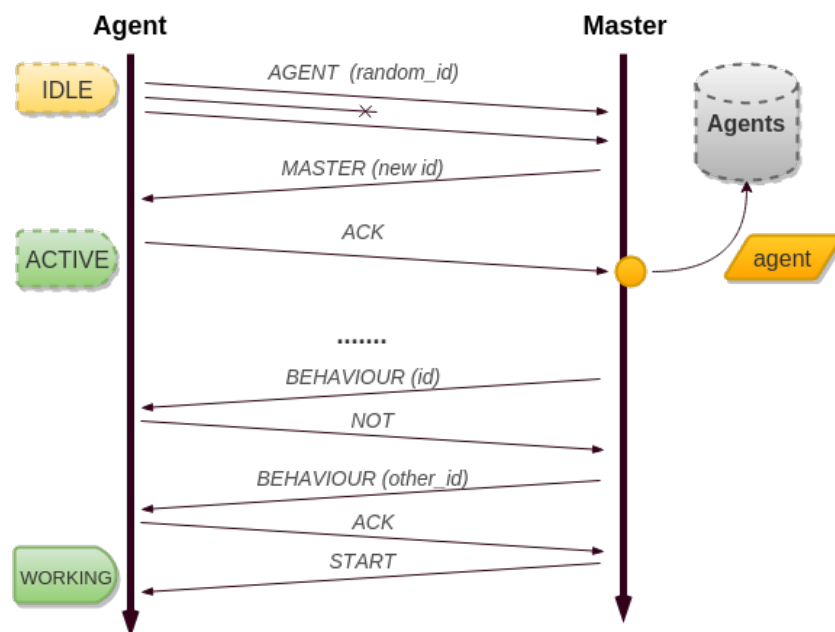 Agent
Master
IDLE
AGENT (random_id)
Agents
MASTER (new id)
ACTIVE
ACK
agent
.......
BEHAVIOUR (id)
NOT
BEHAVIOUR (other_id)
ACK
START
WORKING